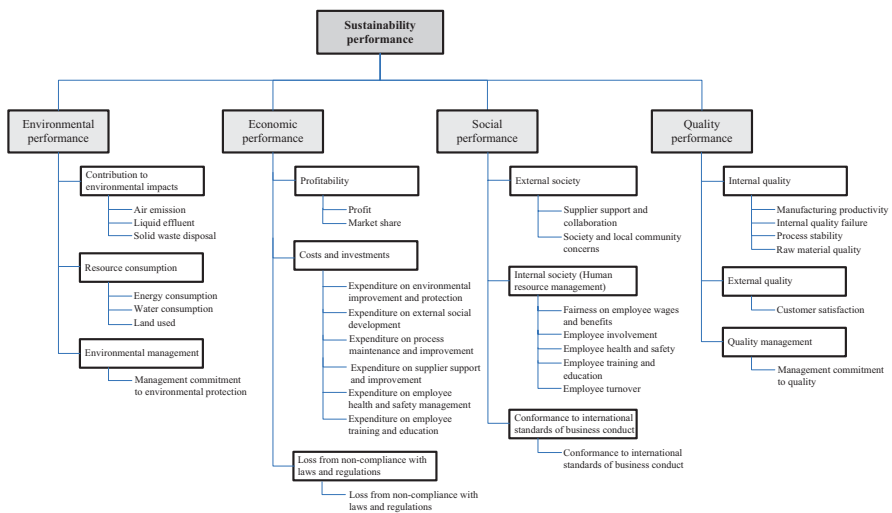 Sustainability
performance
Environmental
performance
Contribution to
environmental impacts
Air emission
Liquid effluent
Solid waste disposal
Resource consumption
Energy consumption
Water consumption
Land used
Environmental management
Management commitment
to environmental protection
Economic
performance
Profitability
Profit
Market share
Costs and investments
Expenditure on environmental
improvement and protection
Expenditure on external social
development
Expenditure on process
maintenance and improvement
Expenditure on supplier support
and improvement
Expenditure on employee
health and safety management
Expenditure on employee
training and education
Loss from non-compliance with
laws and regulations
Loss from non-compliance with
laws and regulations
Social
performance
External society
Supplier support and
collaboration
Society and local community
concerns
Internal society (Human
resource management)
Fairness on employee wages
and benefits
Employee involvement
Employee health and safety
Employee training and
education
Employee turnover
Conformance to international
standards of business conduct
Conformance to international
standards of business conduct
Quality
performance
Internal quality
Manufacturing productivity
Internal quality failure
Process stability
Raw material quality
External quality
Customer satisfaction
Quality management
Management commitment
to quality